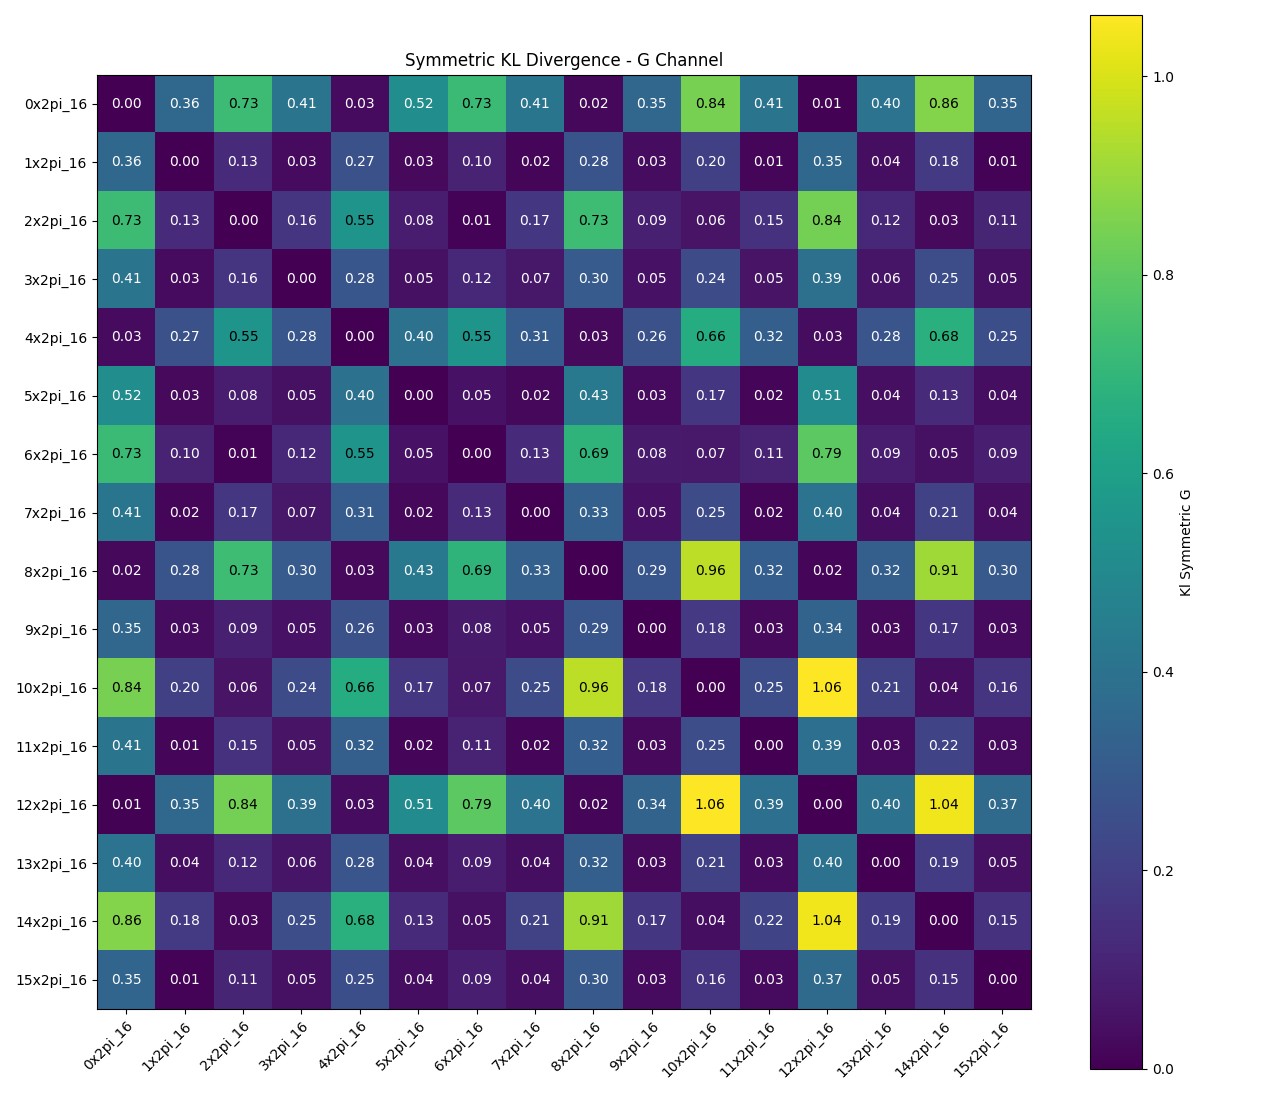 Symmetric KL Divergence - G Channel
0x2pi_16 0.00 0.36 0.73 0.41 0.03 0.52 0.73 0.41 0.02 0.35 0.84 0.41 0.01 0.40 0.86 0.35
1x2pi_16 0.36 0.00 0.13 0.03 0.27 0.03 0.10 0.02 0.28 0.03 0.20 0.01 0.35 0.04 0.18 0.01
2x2pi_16 0.73 0.13 0.00 0.16 0.55 0.08 0.01 0.17 0.73 0.09 0.06 0.15 0.84 0.12 0.03 0.11
3x2pi_16 0.41 0.03 0.16 0.00 0.28 0.05 0.12 0.07 0.30 0.05 0.24 0.05 0.39 0.06 0.25 0.05
4x2pi_16 0.03 0.27 0.55 0.28 0.00 0.40 0.55 0.31 0.03 0.26 0.66 0.32 0.03 0.28 0.68 0.25
5x2pi_16 0.52 0.03 0.08 0.05 0.40 0.00 0.05 0.02 0.43 0.03 0.17 0.02 0.51 0.04 0.13 0.04
6x2pi_16 0.73 0.10 0.01 0.12 0.55 0.05 0.00 0.13 0.69 0.08 0.07 0.11 0.79 0.09 0.05 0.09
7x2pi_16 0.41 0.02 0.17 0.07 0.31 0.02 0.13 0.00 0.33 0.05 0.25 0.02 0.40 0.04 0.21 0.04
8x2pi_16 0.02 0.28 0.73 0.30 0.03 0.43 0.69 0.33 0.00 0.29 0.96 0.32 0.02 0.32 0.91 0.30
9x2pi_16 0.35 0.03 0.09 0.05 0.26 0.03 0.08 0.05 0.29 0.00 0.18 0.03 0.34 0.03 0.17 0.03
10x2pi_16 0.84 0.20 0.06 0.24 0.66 0.17 0.07 0.25 0.96 0.18 0.00 0.25 1.06 0.21 0.04 0.16
11x2pi_16 0.41 0.01 0.15 0.05 0.32 0.02 0.11 0.02 0.32 0.03 0.25 0.00 0.39 0.03 0.22 0.03
12x2pi_16 0.01 0.35 0.84 0.39 0.03 0.51 0.79 0.40 0.02 0.34 1.06 0.39 0.00 0.40 1.04 0.37
13x2pi_16 0.40 0.04 0.12 0.06 0.28 0.04 0.09 0.04 0.32 0.03 0.21 0.03 0.40 0.00 0.19 0.05
14x2pi_16 0.86 0.18 0.03 0.25 0.68 0.13 0.05 0.21 0.91 0.17 0.04 0.22 1.04 0.19 0.00 0.15
15x2pi_16 0.35 0.01 0.11 0.05 0.25 0.04 0.09 0.04 0.30 0.03 0.16 0.03 0.37 0.05 0.15 0.00
0x2pi_16 1x2pi_16 2x2pi_16 3x2pi_16 4x2pi_16 5x2pi_16 6x2pi_16 7x2pi_16 8x2pi_16 9x2pi_16 10x2pi_16 11x2pi_16 12x2pi_16 13x2pi_16 14x2pi_16 15x2pi_16
1.0
0.8
0.6
0.4
0.2
0.0
Kl Symmetric G